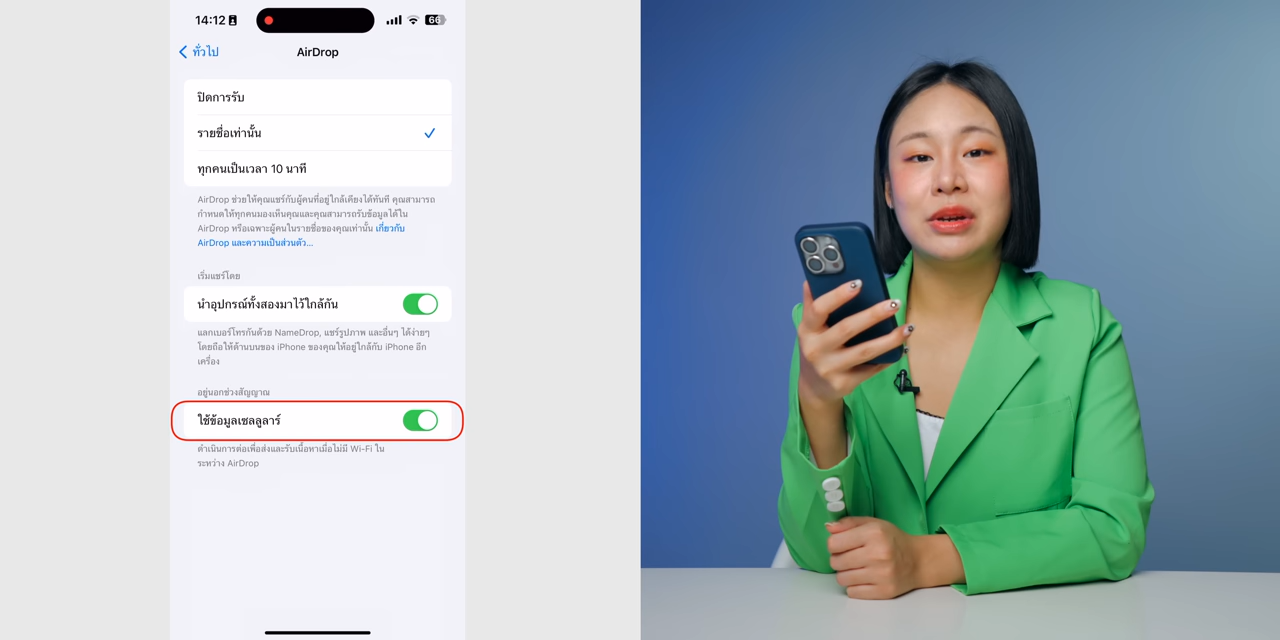 14:12
66
ทั่วไป
AirDrop
ปิดการรับ
รายชื่อเท่านั้น
ทุกคนเป็นเวลา 10 นาที
AirDrop ช่วยให้คุณแชร์กับผู้คนที่อยู่ใกล้เคียงได้ทันที คุณสามารถ
กำหนดให้ทุกคนมองเห็นคุณและคุณสามารถรับข้อมูลได้ใน
AirDrop หรือเฉพาะผู้คนในรายชื่อของคุณเท่านั้น เกี่ยวกับ
AirDrop และความเป็นส่วนตัว...
เริ่มแชร์โดย
นำอุปกรณ์ทั้งสองมาไว้ใกล้กัน
แลกเบอร์โทรกันด้วย NameDrop, แชร์รูปภาพ และอื่นๆ ได้ง่ายๆ
โดยถือให้ด้านบนของ iPhone ของคุณให้อยู่ใกล้กับ iPhone อีก
เครื่อง
อยู่นอกช่วงสัญญาณ
ใช้ข้อมูลเซลลูลาร์
ดำเนินการต่อเพื่อส่งและรับเนื้อหาเมื่อไม่มี Wi-Fi ใน
ระหว่าง AirDrop